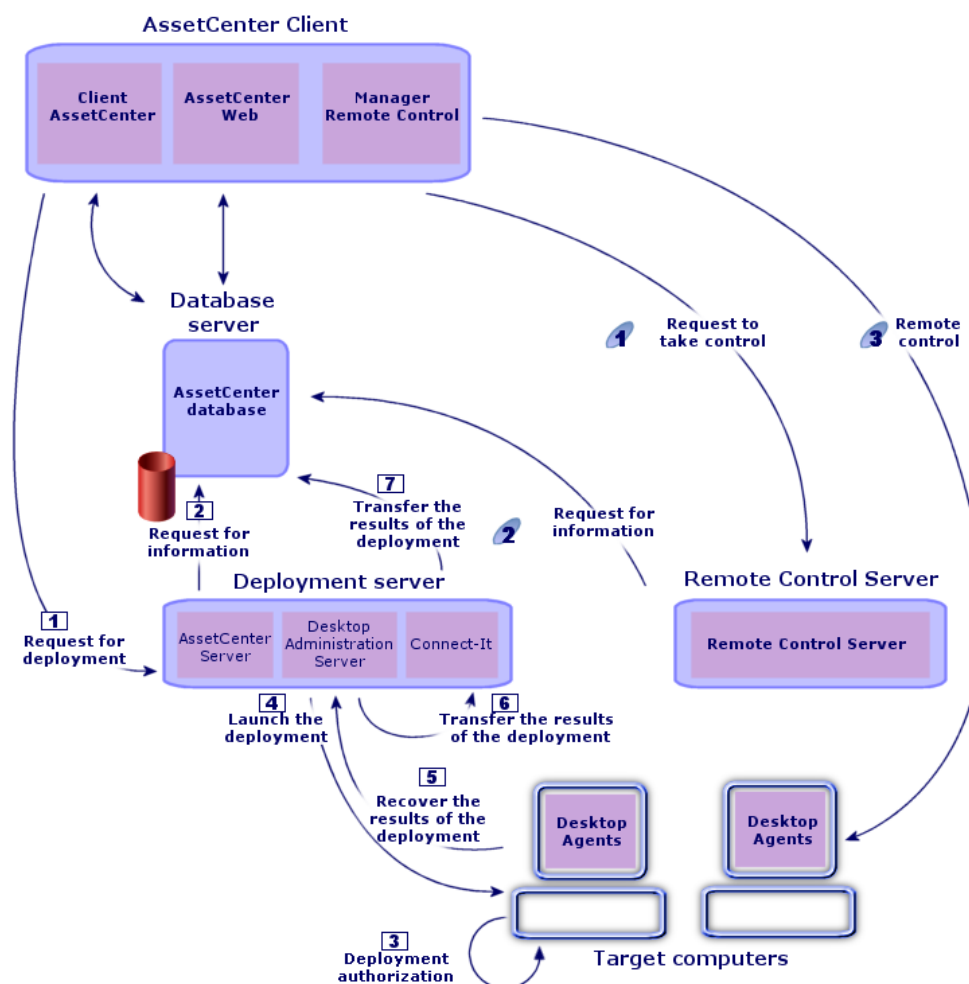 AssetCenter Client
Client
AssetCenter
AssetCenter
Web
Manager
Remote Control
Database
server
AssetCenter
database
1
Request to
take control
3
Remote
control
2
Request for
information
7
Transfer the
results of the
deployment
2
Request for
information
Deployment server
AssetCenter
Server
Desktop
Administration
Server
Connect-It
Remote Control Server
Remote Control Server
1
Request for
deployment
4
Launch the
deployment
6
Transfer the results
of the deployment
5
Recover the
results of the
deployment
Desktop
Agents
Desktop
Agents
3
Deployment
authorization
Target computers